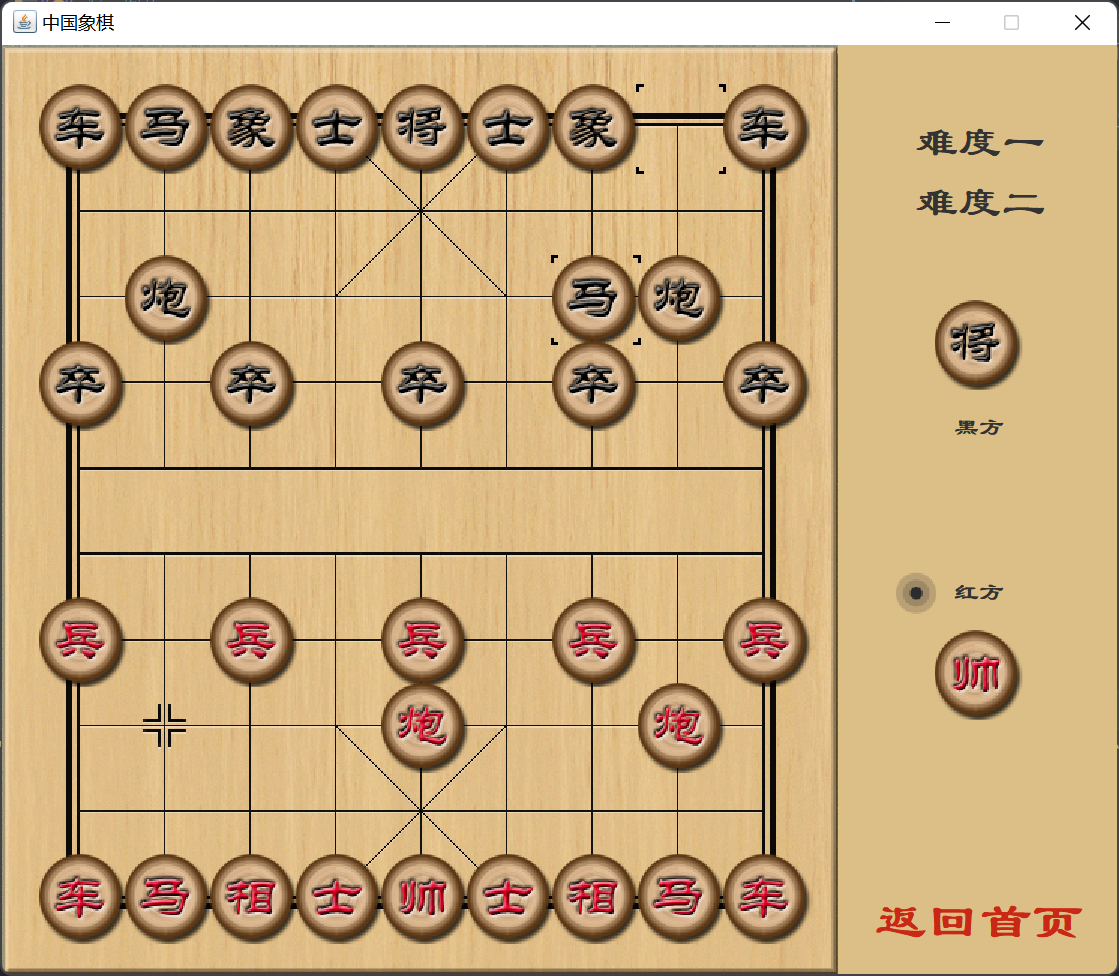 中国象棋
车马象士将士象车
炮马炮
卒卒卒卒卒
兵兵兵兵兵
炮炮
车马相士帅士相马车
难度一
难度二
将
黑方
红方
帅
返回首页